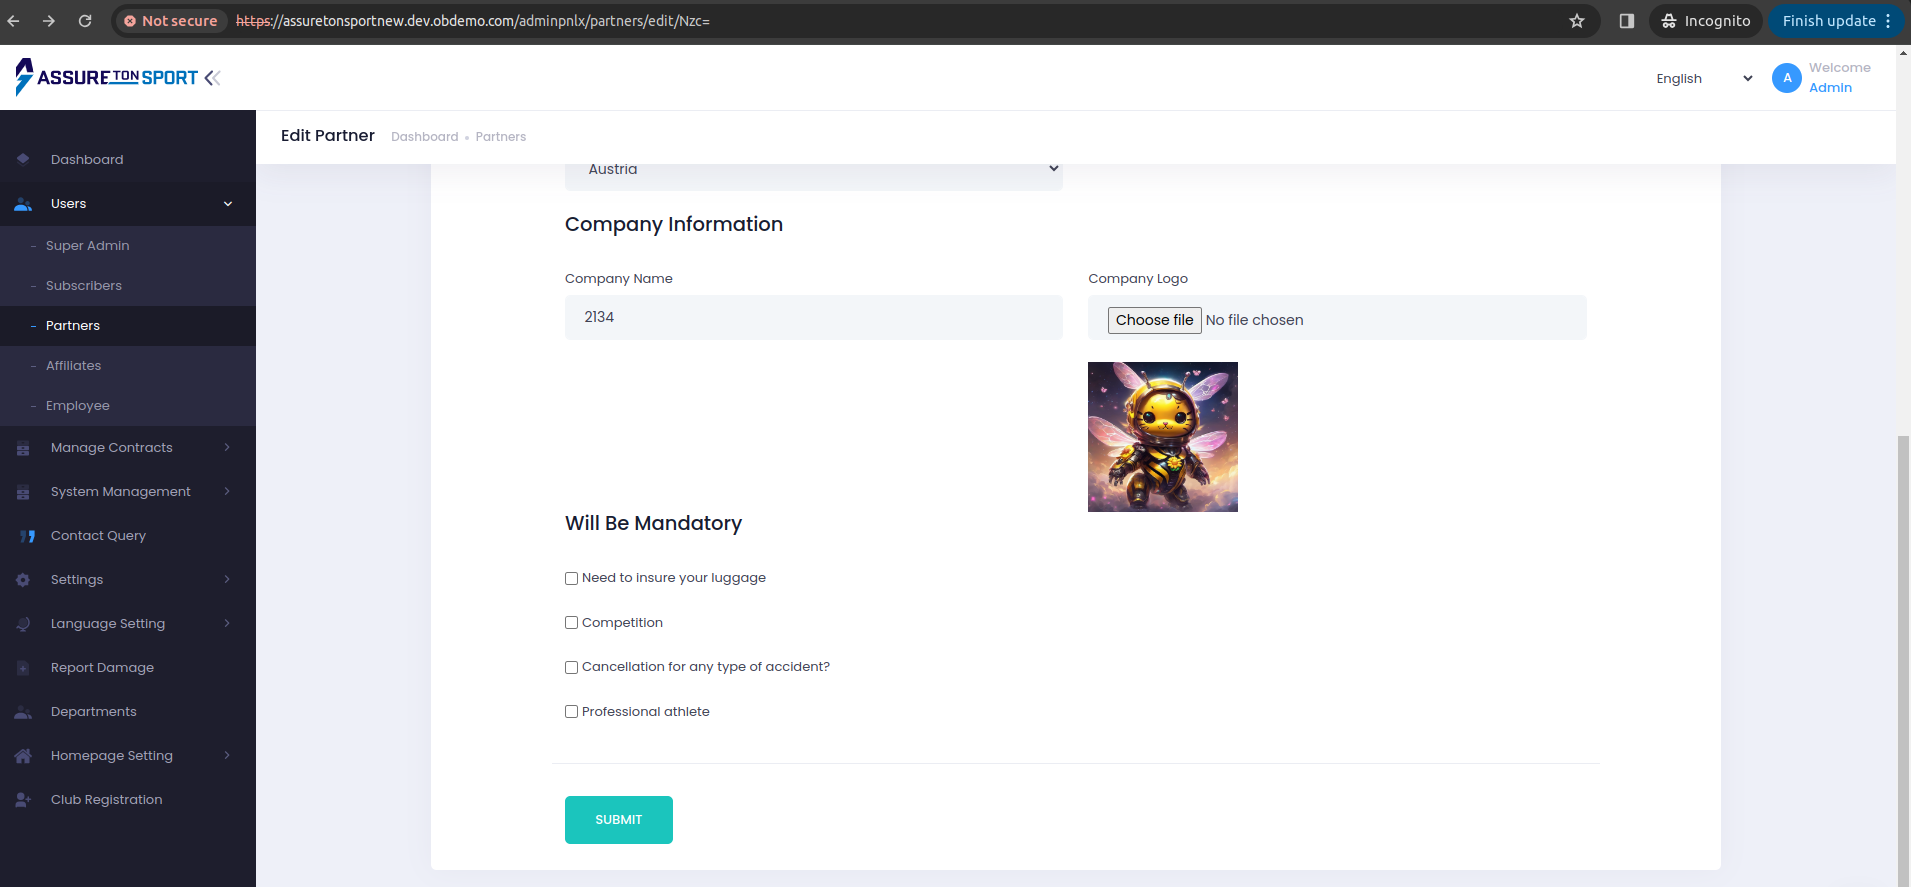 Not secure https://assuretonsportnew.dev.obdemo.com/adminpnlx/partners/edit/Nzc= Incognito Finish update
ASSURE TON SPORT
English
Welcome
A
Admin
Edit Partner Dashboard Partners
Dashboard
Users
Super Admin
Subscribers
Partners
Affiliates
Employee
Manage Contracts
System Management
Contact Query
Settings
Language Setting
Report Damage
Departments
Homepage Setting
Club Registration
Austria
Company Information
Company Name
2134
Company Logo
Choose file No file chosen
Will Be Mandatory
Need to insure your luggage
Competition
Cancellation for any type of accident?
Professional athlete
SUBMIT